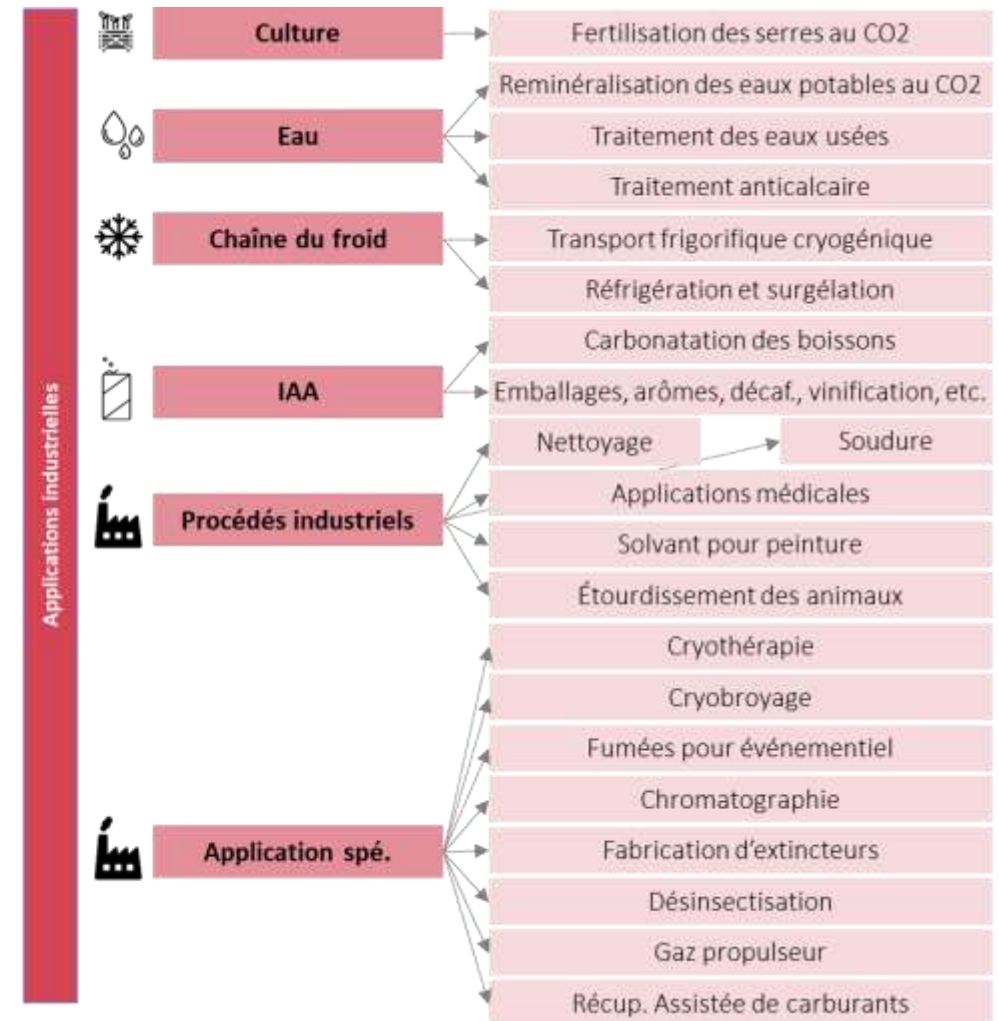 Applications industrielles
Culture
Fertilisation des serres au CO2
Eau
Reminéralisation des eaux potables au CO2
Traitement des eaux usées
Traitement anticalcaire
Chaîne du froid
Transport frigorifique cryogénique
Réfrigération et surgélation
IAA
Carbonatation des boissons
Emballages, arômes, décaf., vinification, etc.
Procédés industriels
Nettoyage
Soudure
Applications médicales
Solvant pour peinture
Étourdissement des animaux
Application spé.
Cryothérapie
Cryobroyage
Fumées pour événementiel
Chromatographie
Fabrication d'extincteurs
Désinsectisation
Gaz propulseur
Récup. Assistée de carburants